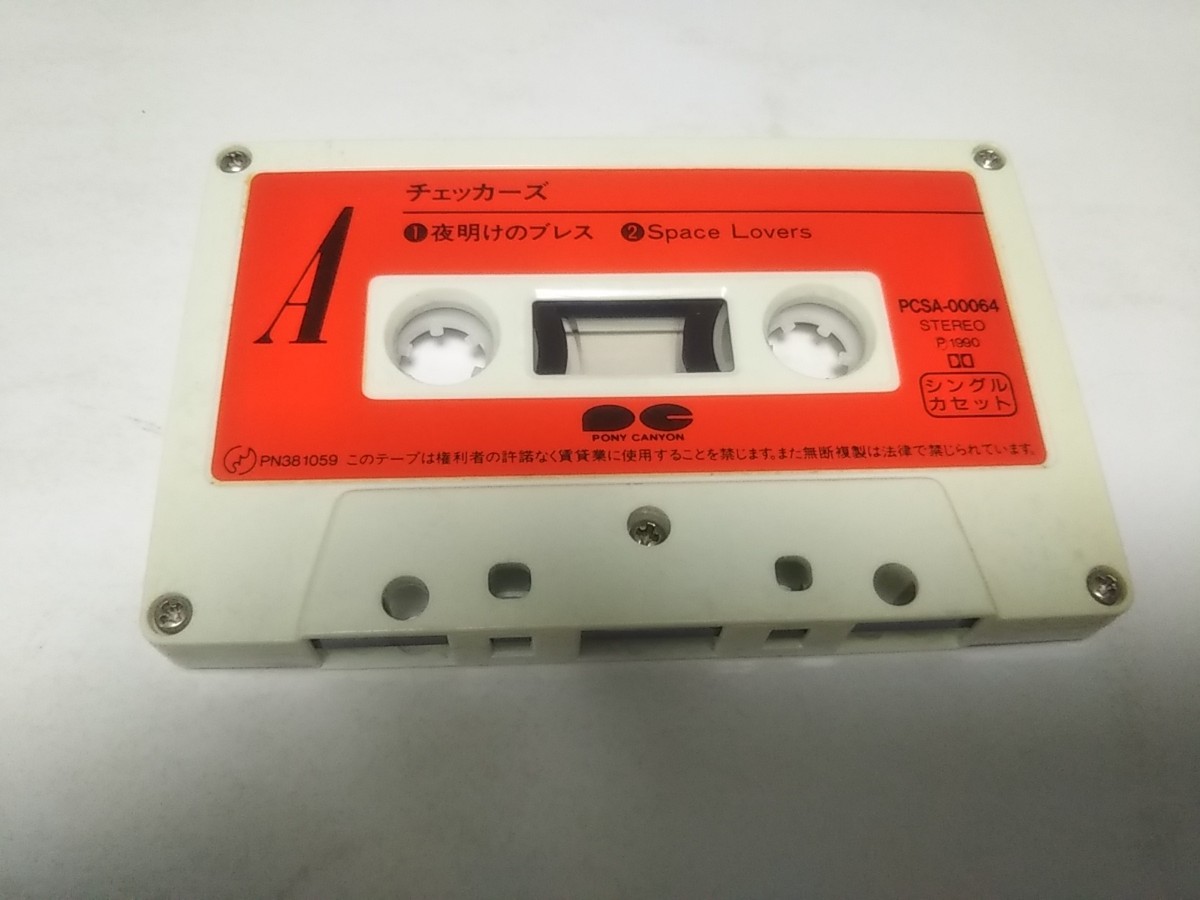 A
チェッカーズ
❶夜明けのブレス ❷Space Lovers
PCSA-00064
STEREO
Ⓟ1990
シングル
カセット
PONY CANYON
PN381059 このテープは権利者の許諾なく賃貸業に使用することを禁じます。また無断複製は法律で禁じられています。